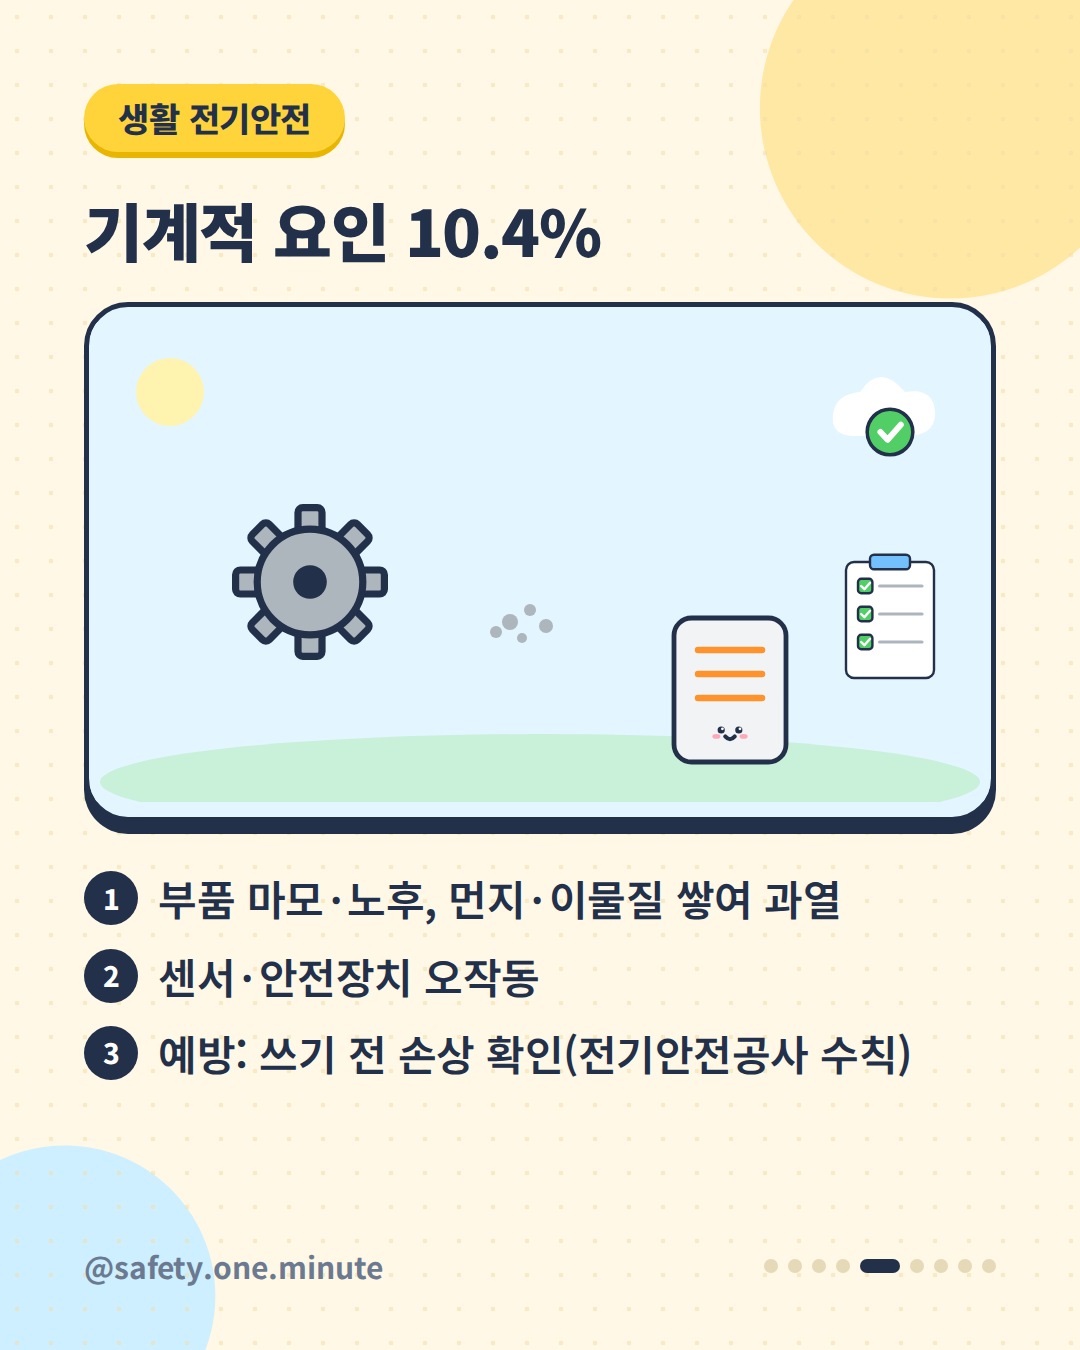 생활 전기안전
기계적 요인 10.4%
1 부품 마모·노후, 먼지·이물질 쌓여 과열
2 센서·안전장치 오작동
3 예방: 쓰기 전 손상 확인(전기안전공사 수칙)
@safety.one.minute